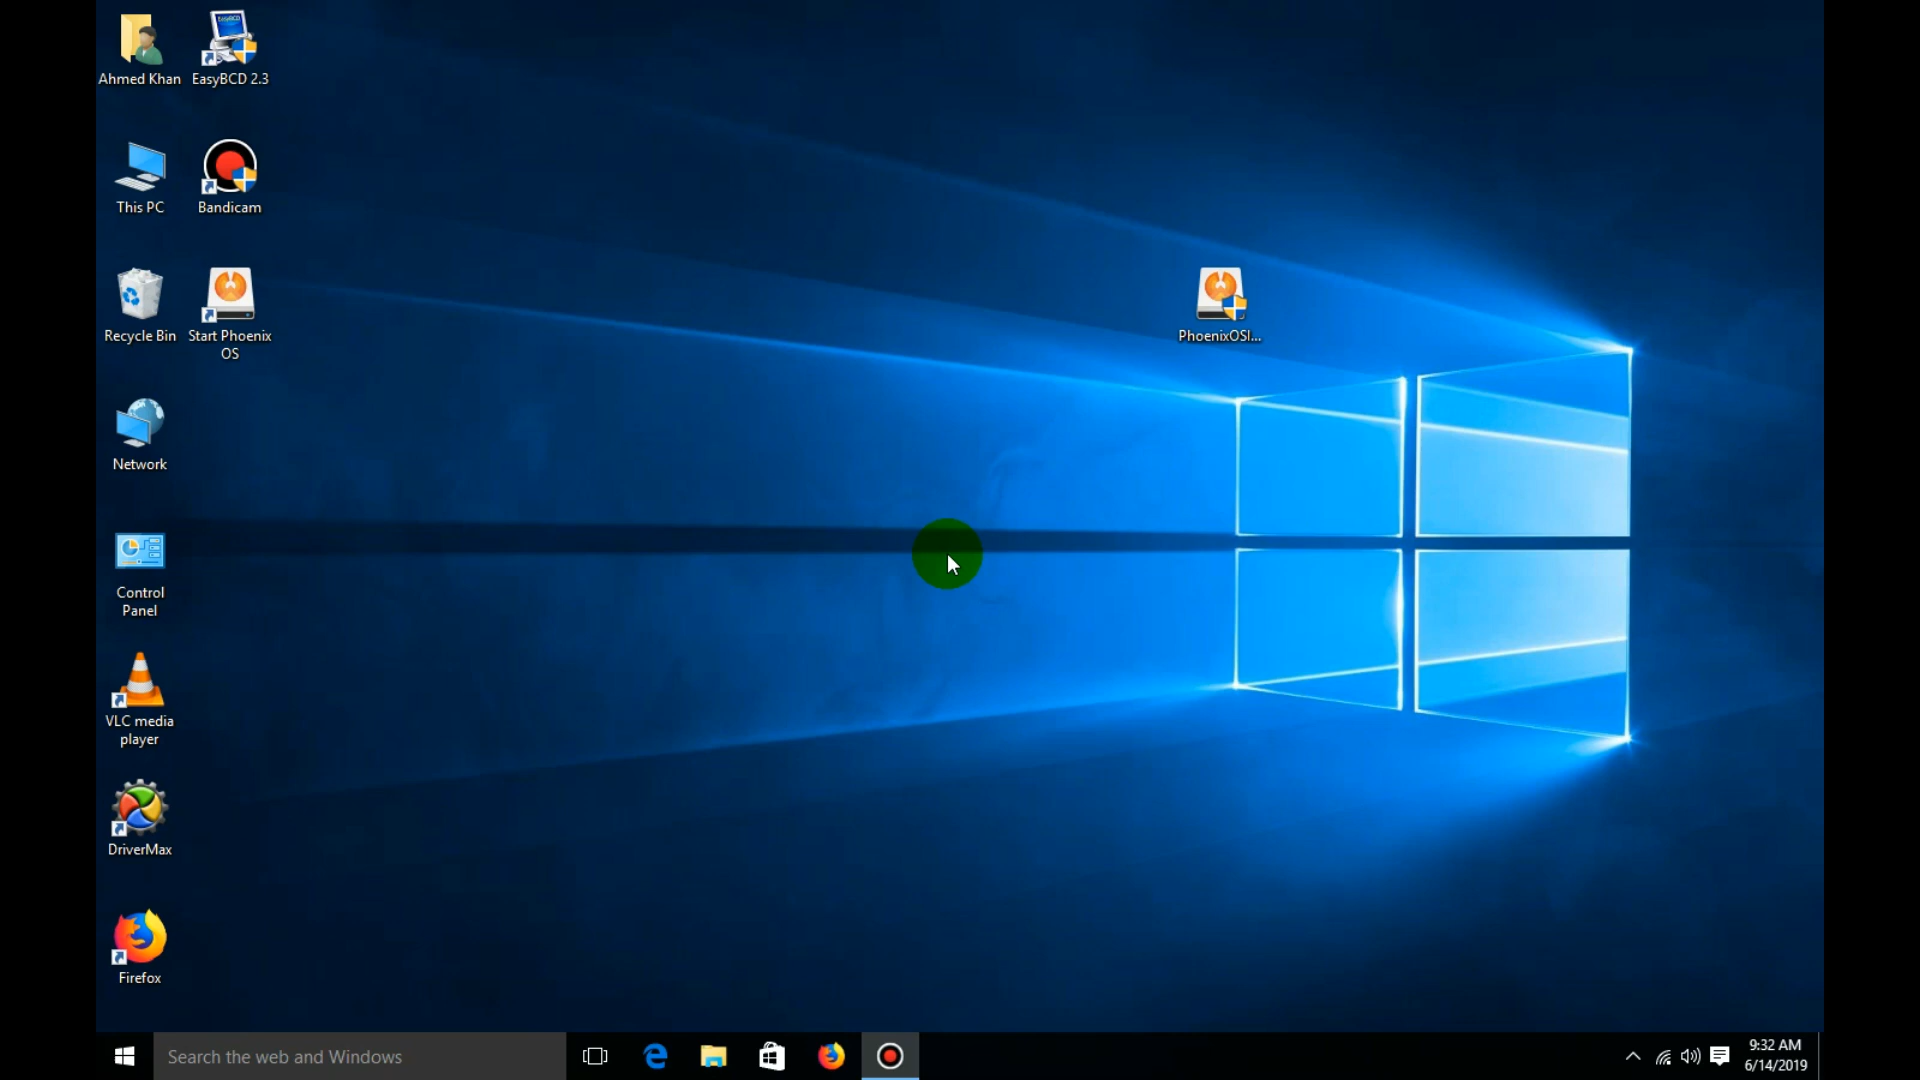 Ahmed Khan
EasyBCD 2.3
This PC
Bandicam
Recycle Bin
Start Phoenix
OS
PhoenixOSI...
Network
Control
Panel
VLC media
player
DriverMax
Firefox
Search the web and Windows
9:32 AM
6/14/2019